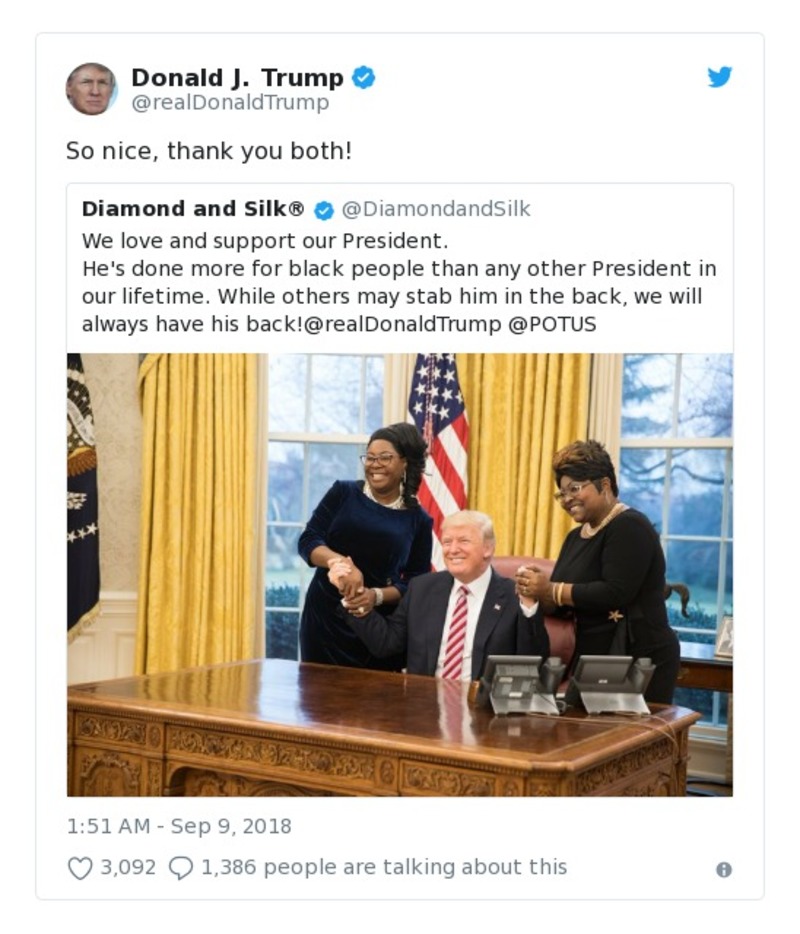 Donald J. Trump
@realDonaldTrump
So nice, thank you both!
Diamond and Silk® @DiamondandSilk
We love and support our President.
He's done more for black people than any other President in
our lifetime. While others may stab him in the back, we will
always have his back!@realDonaldTrump @POTUS
1:51 AM - Sep 9, 2018
3,092 1,386 people are talking about this